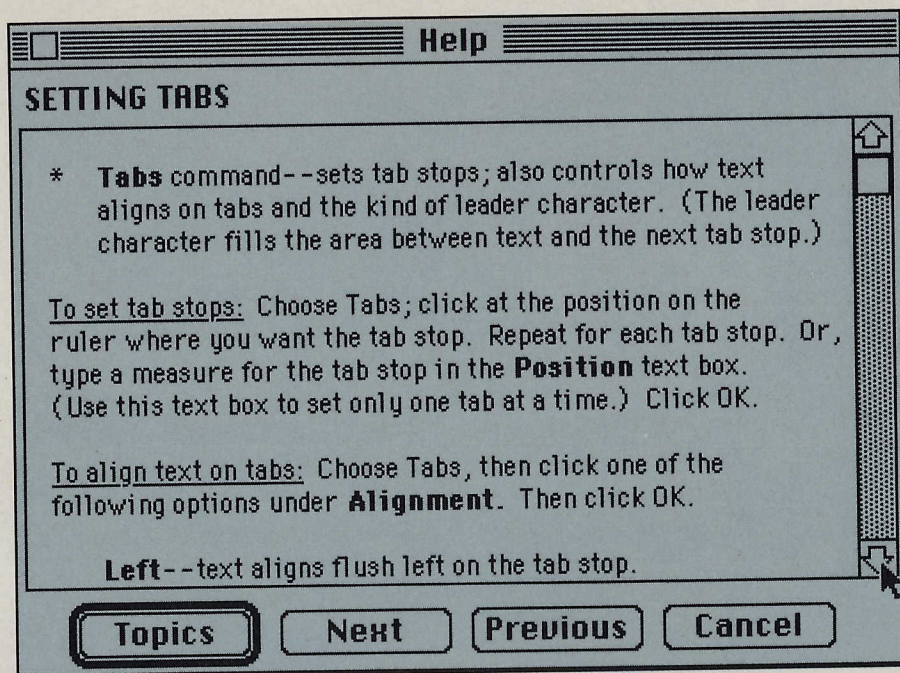 Help
SETTING TABS
* Tabs command--sets tab stops; also controls how text
aligns on tabs and the kind of leader character. (The leader
character fills the area between text and the next tab stop.)
To set tab stops: Choose Tabs; click at the position on the
ruler where you want the tab stop. Repeat for each tab stop. Or,
type a measure for the tab stop in the Position text box.
(Use this text box to set only one tab at a time.) Click OK.
To align text on tabs: Choose Tabs, then click one of the
following options under Alignment. Then click OK.
Left--text aligns flush left on the tab stop.
Topics Next Previous Cancel